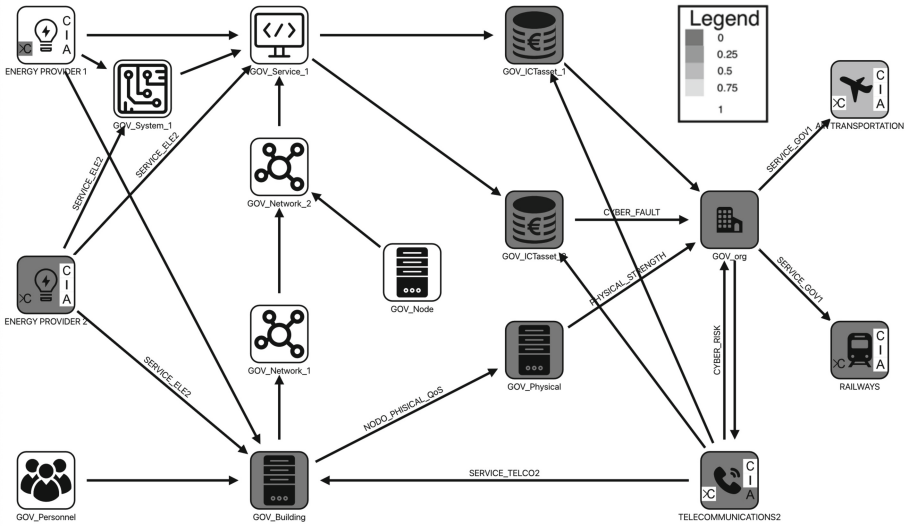 Legend
0
0.25
0.5
0.75
1
C
I
A
C
ENERGY PROVIDER 1
GOV_Service_1
GOV_ICTasset_1
C
I
A
C
AIR TRANSPORTATION
GOV_System_1
SERVICE_ELE2
SERVICE_ELE2
SERVICE_GOV1
GOV_Network_2
CYBER_FAULT
GOV_org
GOV_ICTasset_2
C
I
A
C
ENERGY PROVIDER 2
GOV_Node
PHYSICAL_STRENGTH
SERVICE_GOV1
CYBER_RISK
GOV_Network_1
GOV_Physical
C
I
A
C
RAILWAYS
SERVICE_ELE2
NODO_PHISICAL_QoS
GOV_Personnel
GOV_Building
SERVICE_TELCO2
C
I
A
C
TELECOMMUNICATIONS2